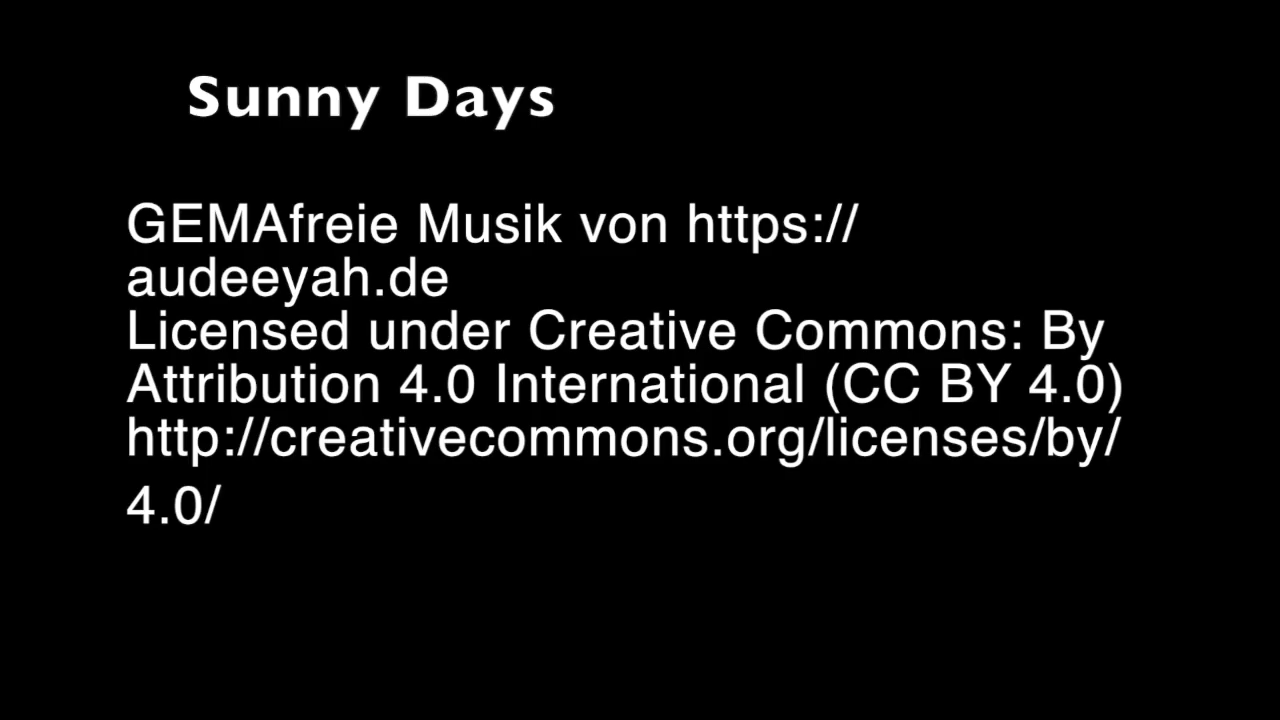 Sunny Days
GEMAfreie Musik von https://
audeeyah.de
Licensed under Creative Commons: By
Attribution 4.0 International (CC BY 4.0)
http://creativecommons.org/licenses/by/
4.0/